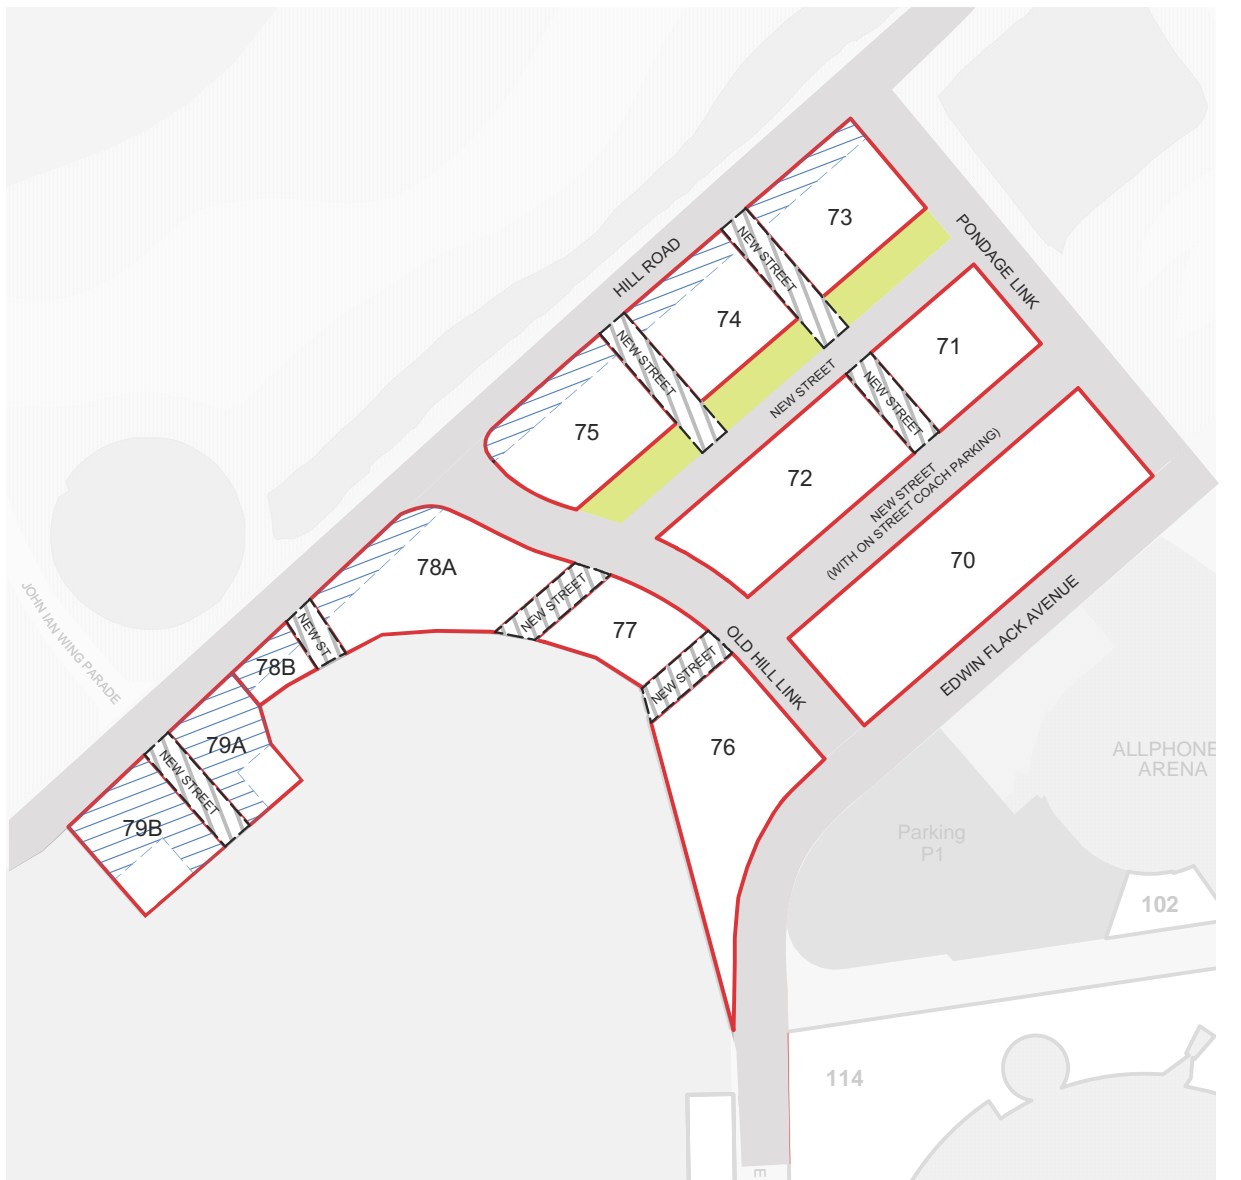 HILL ROAD
73
PONDAGE LINK
NEW STREET
74
NEW STREET
71
NEW STREET
NEW STREET
75
72
NEW STREET
(WITH ON STREET COACH PARKING)
70
78A
NEW STREET
77
EDWIN FLACK AVENUE
JOHN IAN WING PARADE
NEW ST.
78B
OLD HILL LINK
NEW STREET
76
79A
NEW STREET
79B
ALLPHONE
ARENA
Parking
P1
102
114
E